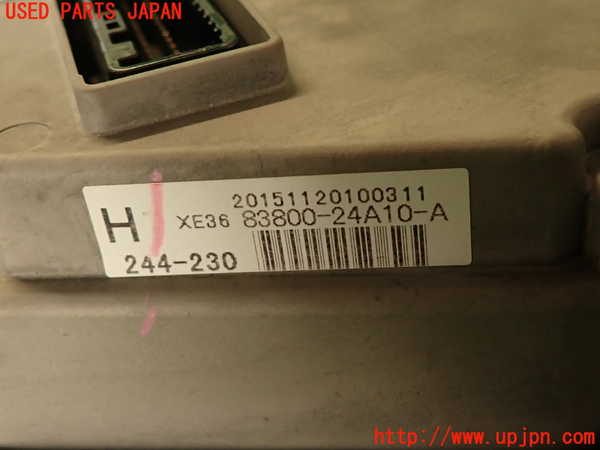 USED PARTS JAPAN
20151120100311
H XE36 83800-24A10-A
244-230
http://www.upjpn.com/